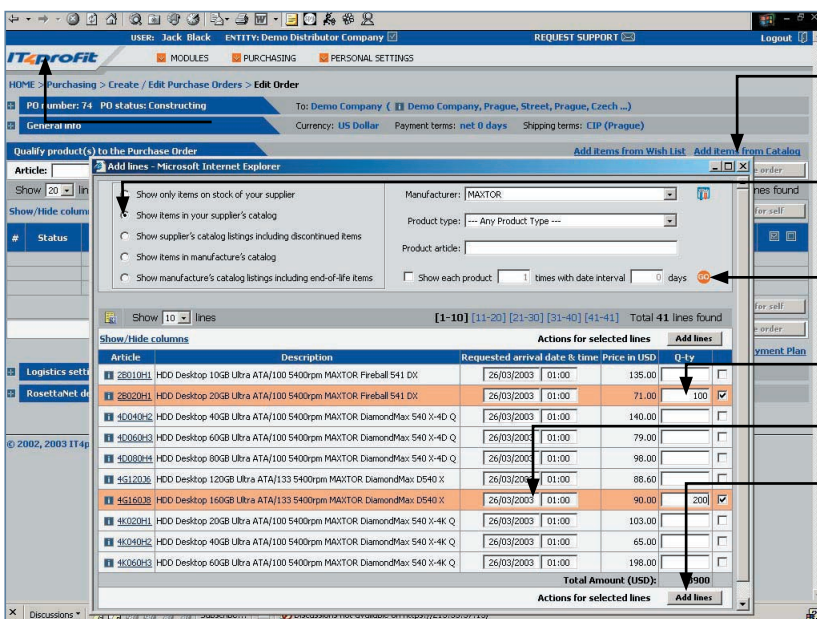 USER: Jack Black ENTITY: Demo Distributor Company REQUEST SUPPORT Logout
IT4profit MODULES PURCHASING PERSONAL SETTINGS
HOME > Purchasing > Create / Edit Purchase Orders > Edit Order
PO number: 74 PO status: Constructing To: Demo Company ( Demo Company, Prague, Street, Prague, Czech ...)
General info Currency: US Dollar Payment terms: net 0 days Shipping terms: CIP (Prague)
Qualify product(s) to the Purchase Order Add items from Wish List Add items from Catalog
Article:
Show 20 lin
nes found
Show/Hide colum
for self
# Status
for self
e order
yment Plan
Logistics setti
RosettaNet de
© 2002, 2003 IT4p
Add lines - Microsoft Internet Explorer
Show only items on stock of your supplier
Show items in your supplier's catalog
Show supplier's catalog listings including discontinued items
Show items in manufacture's catalog
Show manufacture's catalog listings including end-of-life items
Manufacturer: MAXTOR
Product type: --- Any Product Type ---
Product article:
Show each product 1 times with date interval 0 days GO
Show 10 lines [1-10] [11-20] [21-30] [31-40] [41-41] Total 41 lines found
Show/Hide columns Actions for selected lines Add lines
Article Description Requested arrival date & time Price in USD Q-ty
2B010H1 HDD Desktop 10GB Ultra ATA/100 5400rpm MAXTOR Fireball 541 DX 26/03/2003 01:00 135.00
2B020H1 HDD Desktop 20GB Ultra ATA/100 5400rpm MAXTOR Fireball 541 DX 26/03/2003 01:00 71.00 100
4D040H2 HDD Desktop 40GB Ultra ATA/100 5400rpm MAXTOR DiamondMax 540 X-4D Q 26/03/2003 01:00 140.00
4D060H3 HDD Desktop 60GB Ultra ATA/100 5400rpm MAXTOR DiamondMax 540 X-4D Q 26/03/2003 01:00 79.00
4D080H4 HDD Desktop 80GB Ultra ATA/100 5400rpm MAXTOR DiamondMax 540 X-4D Q 26/03/2003 01:00 98.00
4G120J6 HDD Desktop 120GB Ultra ATA/133 5400rpm MAXTOR DiamondMax D540 X 26/03/2003 01:00 88.60
4G160J8 HDD Desktop 160GB Ultra ATA/133 5400rpm MAXTOR DiamondMax D540 X 26/03/2003 01:00 90.00 200
4K020H1 HDD Desktop 20GB Ultra ATA/100 5400rpm MAXTOR DiamondMax 540 X-4K Q 26/03/2003 01:00 103.00
4K040H2 HDD Desktop 40GB Ultra ATA/100 5400rpm MAXTOR DiamondMax 540 X-4K Q 26/03/2003 01:00 65.00
4K060H3 HDD Desktop 60GB Ultra ATA/100 5400rpm MAXTOR DiamondMax 540 X-4K Q 26/03/2003 01:00 198.00
Total Amount (USD):
Actions for selected lines Add lines
Discussions